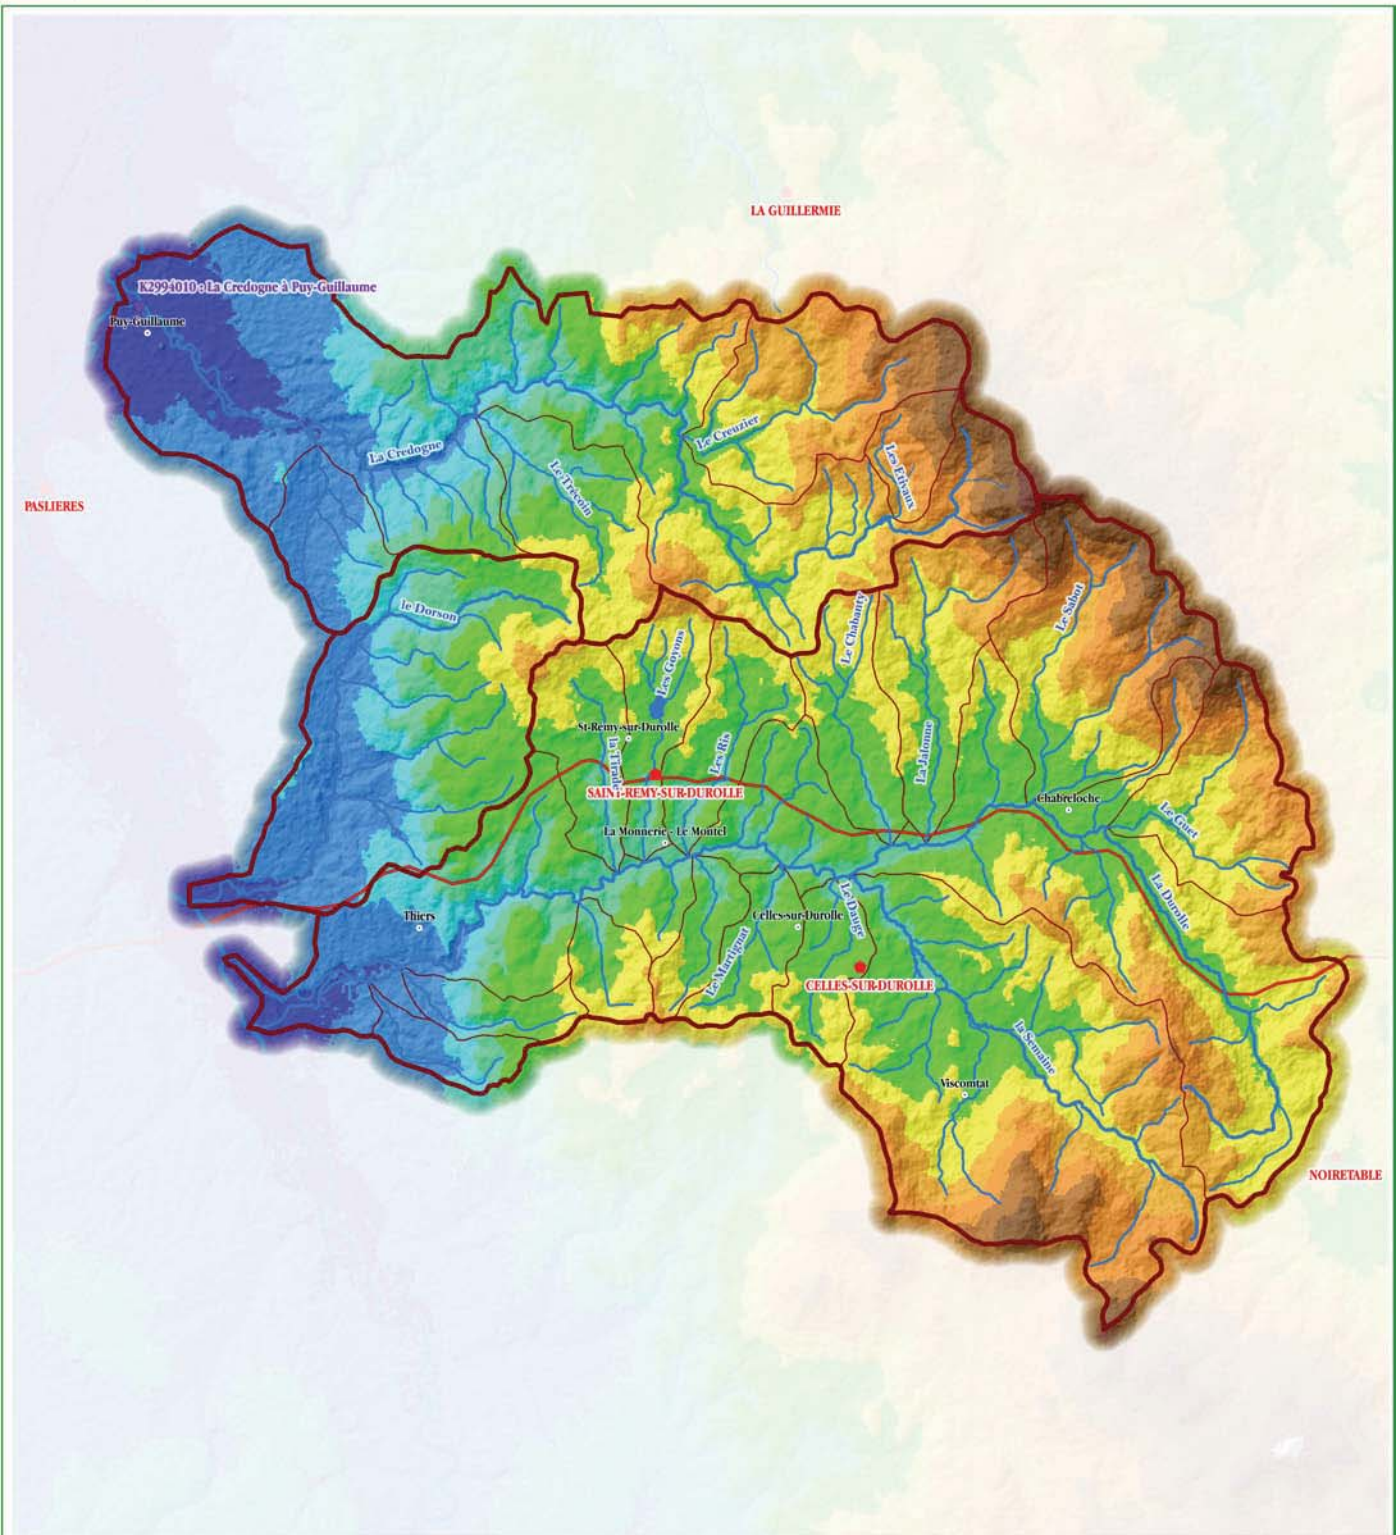 LA GUILLERMIE
K2994010 : La Credogne à Puy-Guillaume
Puy-Guillaume
Le Creuzier
La Credogne
Les Etivaux
Le Trécoin
PASLIERES
Le Sabot
le Dorson
Le Chabanty
Les Goyons
St-Rémy-sur-Durolle
la Tirade
Les Ris
La Jalonne
SAINT-REMY-SUR-DUROLLE
Chabreloche
Le Guet
La Monnerie - Le Montel
Le Dauge
La Durolle
Thiers
Celles-sur-Durolle
Le Martignat
CELLES-SUR-DUROLLE
la Semaine
Viscomtat
NOIRETABLE